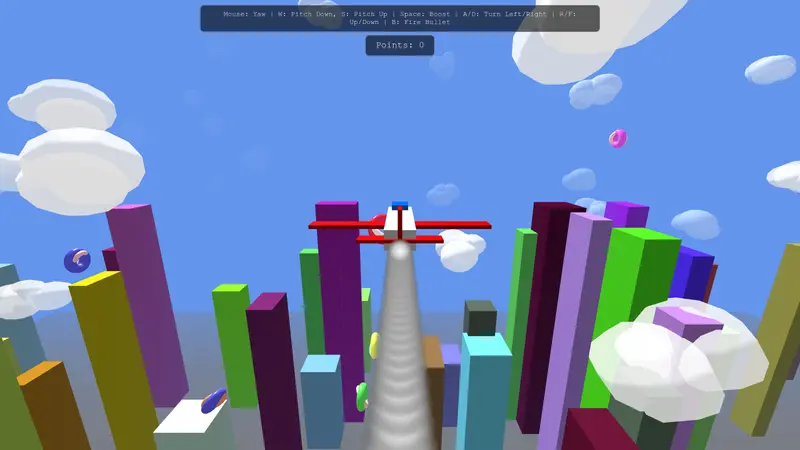 Mouse: Yaw | W: Pitch Down, S: Pitch Up | Space: Boost | A/D: Turn Left/Right | R/F:
Up/Down | B: Fire Bullet
Points: 0